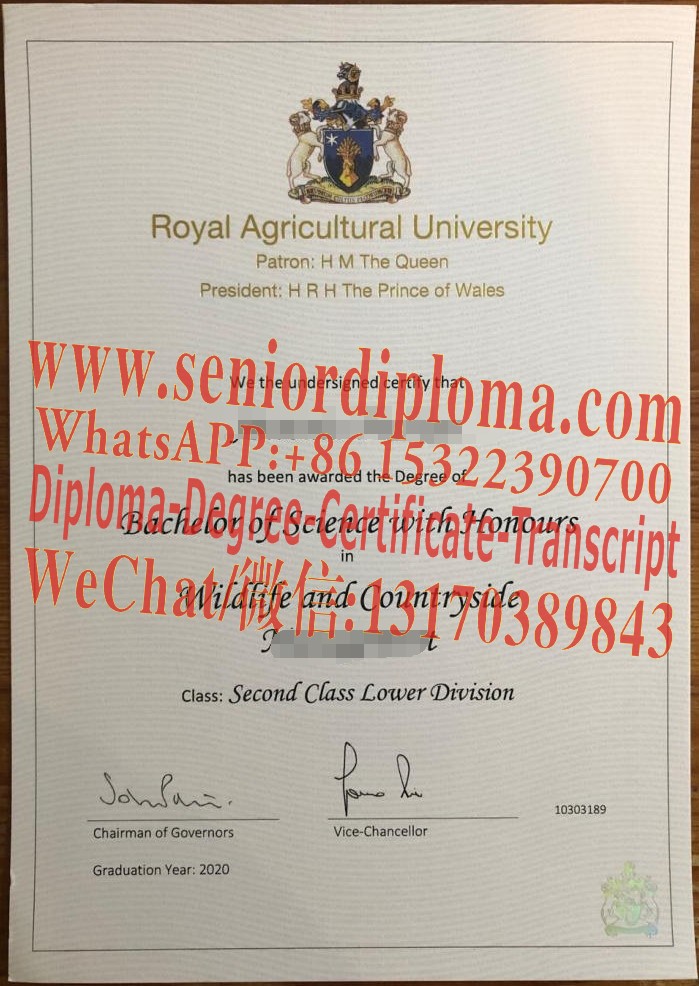 Royal Agricultural University
Patron: H M The Queen
President: H R H The Prince of Wales
We the undersigned certify that
www.seniordiploma.com
WhatsAPP:+86 15322390700
has been awarded the Degree of
Diploma-Degree-Certificate-Transcript
Bachelor of Science with Honours
in
WeChat/微信:13170389843
Wildlife and Countryside
Class: Second Class Lower Division
Chairman of Governors
Vice-Chancellor
10303189
Graduation Year: 2020